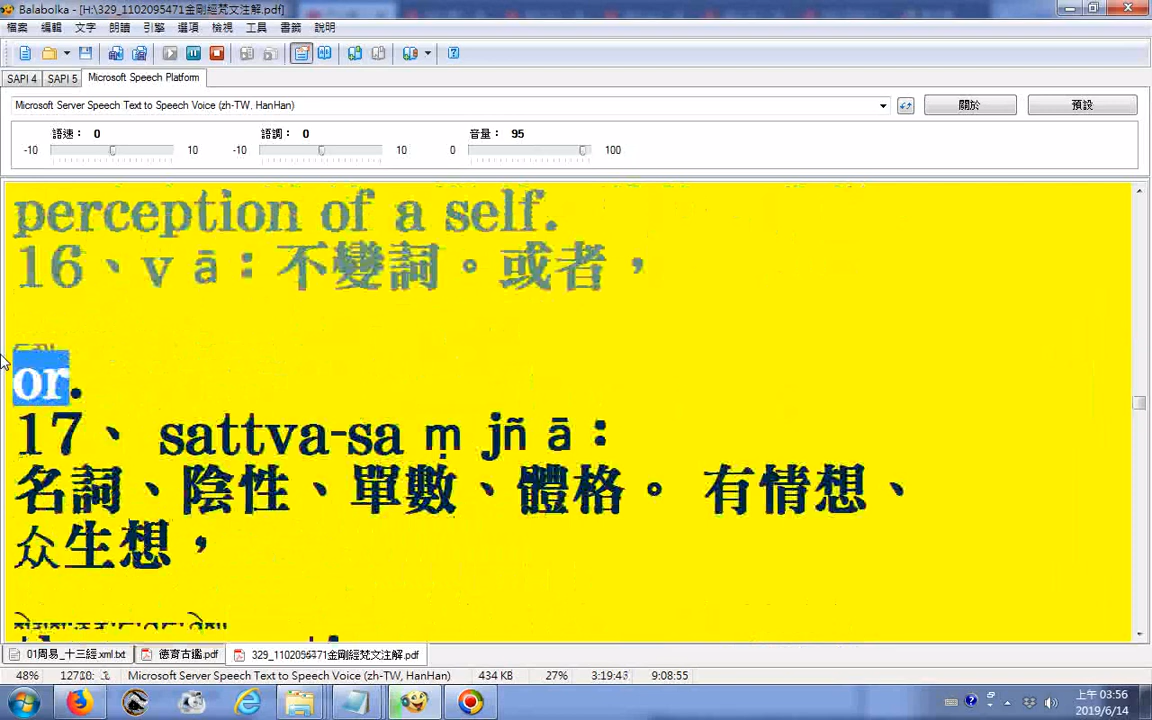 Balabolka - [H:\329_1102095471金剛經梵文注解.pdf]
檔案 編輯 文字 朗讀 引擎 選項 檢視 工具 書籤 說明
SAPI 4 SAPI 5 Microsoft Speech Platform
Microsoft Server Speech Text to Speech Voice (zh-TW, HanHan)
關於 預設
語速： 0 語調： 0 音量： 95
-10 10 -10 10 0 100
perception of a self.
16、v ā：不變詞。或者，
or.
17、 sattva-sa ṃ jñ ā：
名詞、陰性、單數、體格。 有情想、
众生想，
01周易_十三經.xml.txt 德育古鑑.pdf 329_1102095471金剛經梵文注解.pdf
48% Microsoft Server Speech Text to Speech Voice (zh-TW, HanHan) 434 KB 27% 3:19:43 9:08:55
上午 03:56
2019/6/14